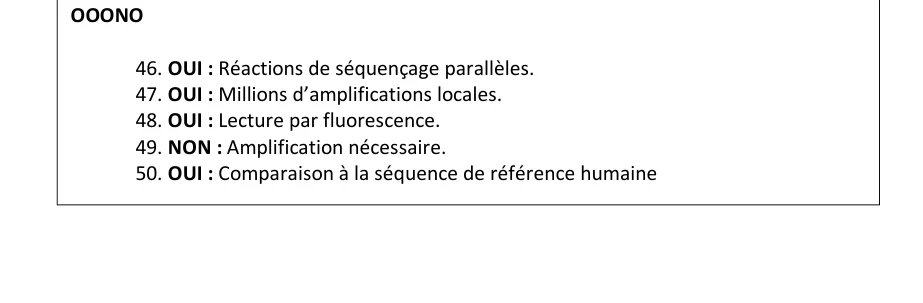 OOONO
46. OUI : Réactions de séquençage parallèles.
47. OUI : Millions d’amplifications locales.
48. OUI : Lecture par fluorescence.
49. NON : Amplification nécessaire.
50. OUI : Comparaison à la séquence de référence humaine